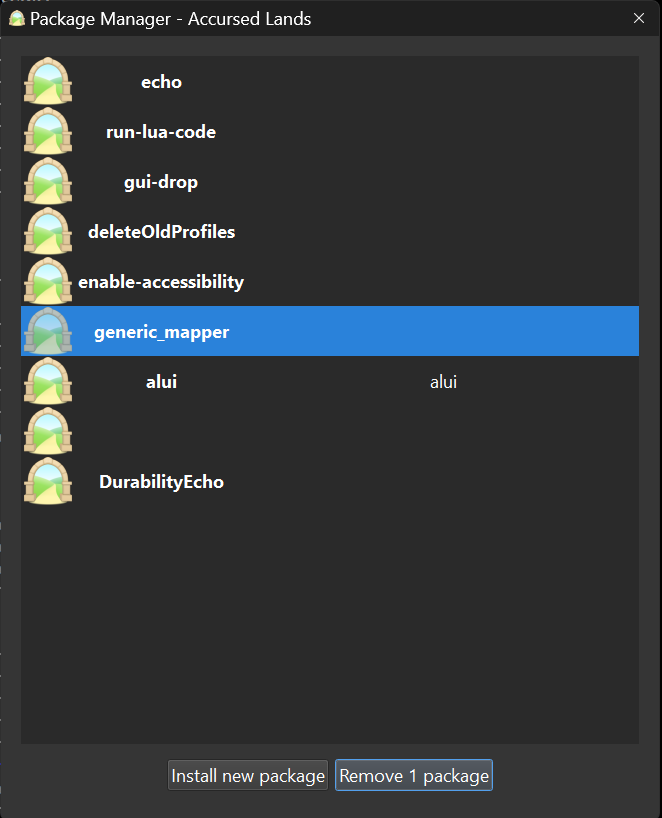 Package Manager - Accursed Lands
echo
run-lua-code
gui-drop
deleteOldProfiles
enable-accessibility
generic_mapper
alui alui
DurabilityEcho
Install new package Remove 1 package